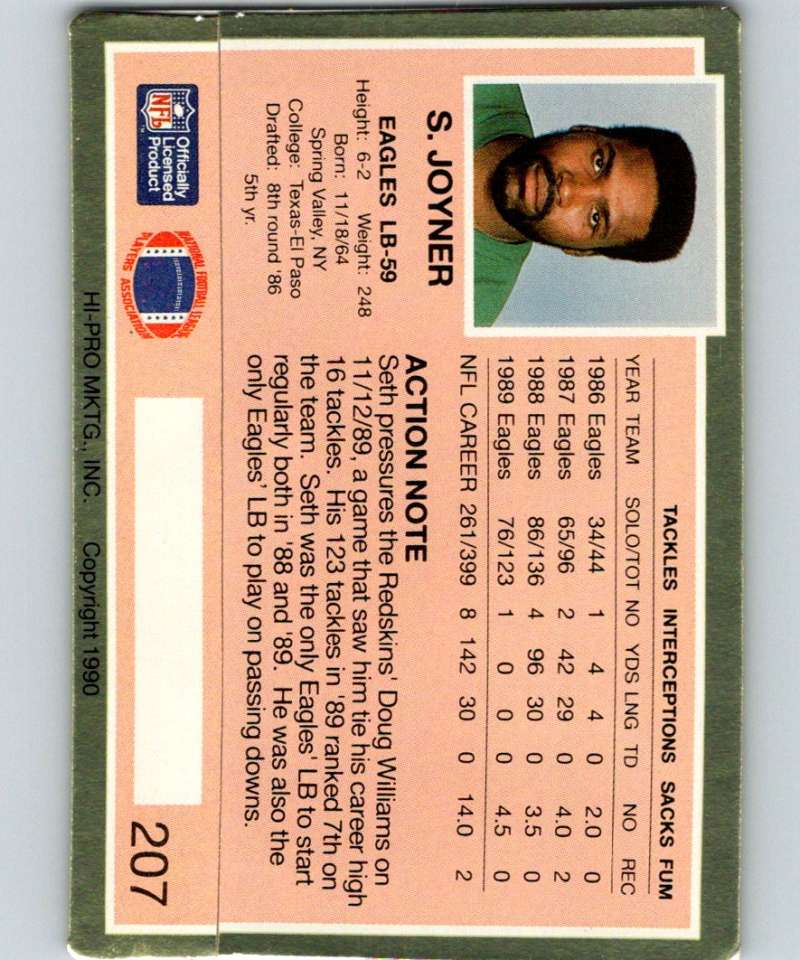 S. JOYNER
EAGLES LB-59
Height: 6-2 Weight: 248
Born: 11/18/64
Spring Valley, NY
College: Texas-El Paso
Drafted: 8th round '86
5th yr.
TACKLES INTERCEPTIONS SACKS FUM
YEAR TEAM SOLO/TOT NO YDS LNG TD NO REC
1986 Eagles 34/44 1 4 4 0 2.0 0
1987 Eagles 65/96 2 42 29 0 4.0 2
1988 Eagles 86/136 4 96 30 0 3.5 0
1989 Eagles 76/123 1 0 0 0 4.5 0
NFL CAREER 261/399 8 142 30 0 14.0 2
ACTION NOTE
Seth pressures the Redskins' Doug Williams on
11/12/89, a game that saw him tie his career high
16 tackles. His 123 tackles in '89 ranked 7th on
the team. Seth was the only Eagles' LB to start
regularly both in '88 and '89. He was also the
only Eagles' LB to play on passing downs.
NFL
Officially
Licensed
Product
NATIONAL FOOTBALL LEAGUE
PLAYERS ASSOCIATION
207
HI-PRO MKTG., INC. Copyright 1990